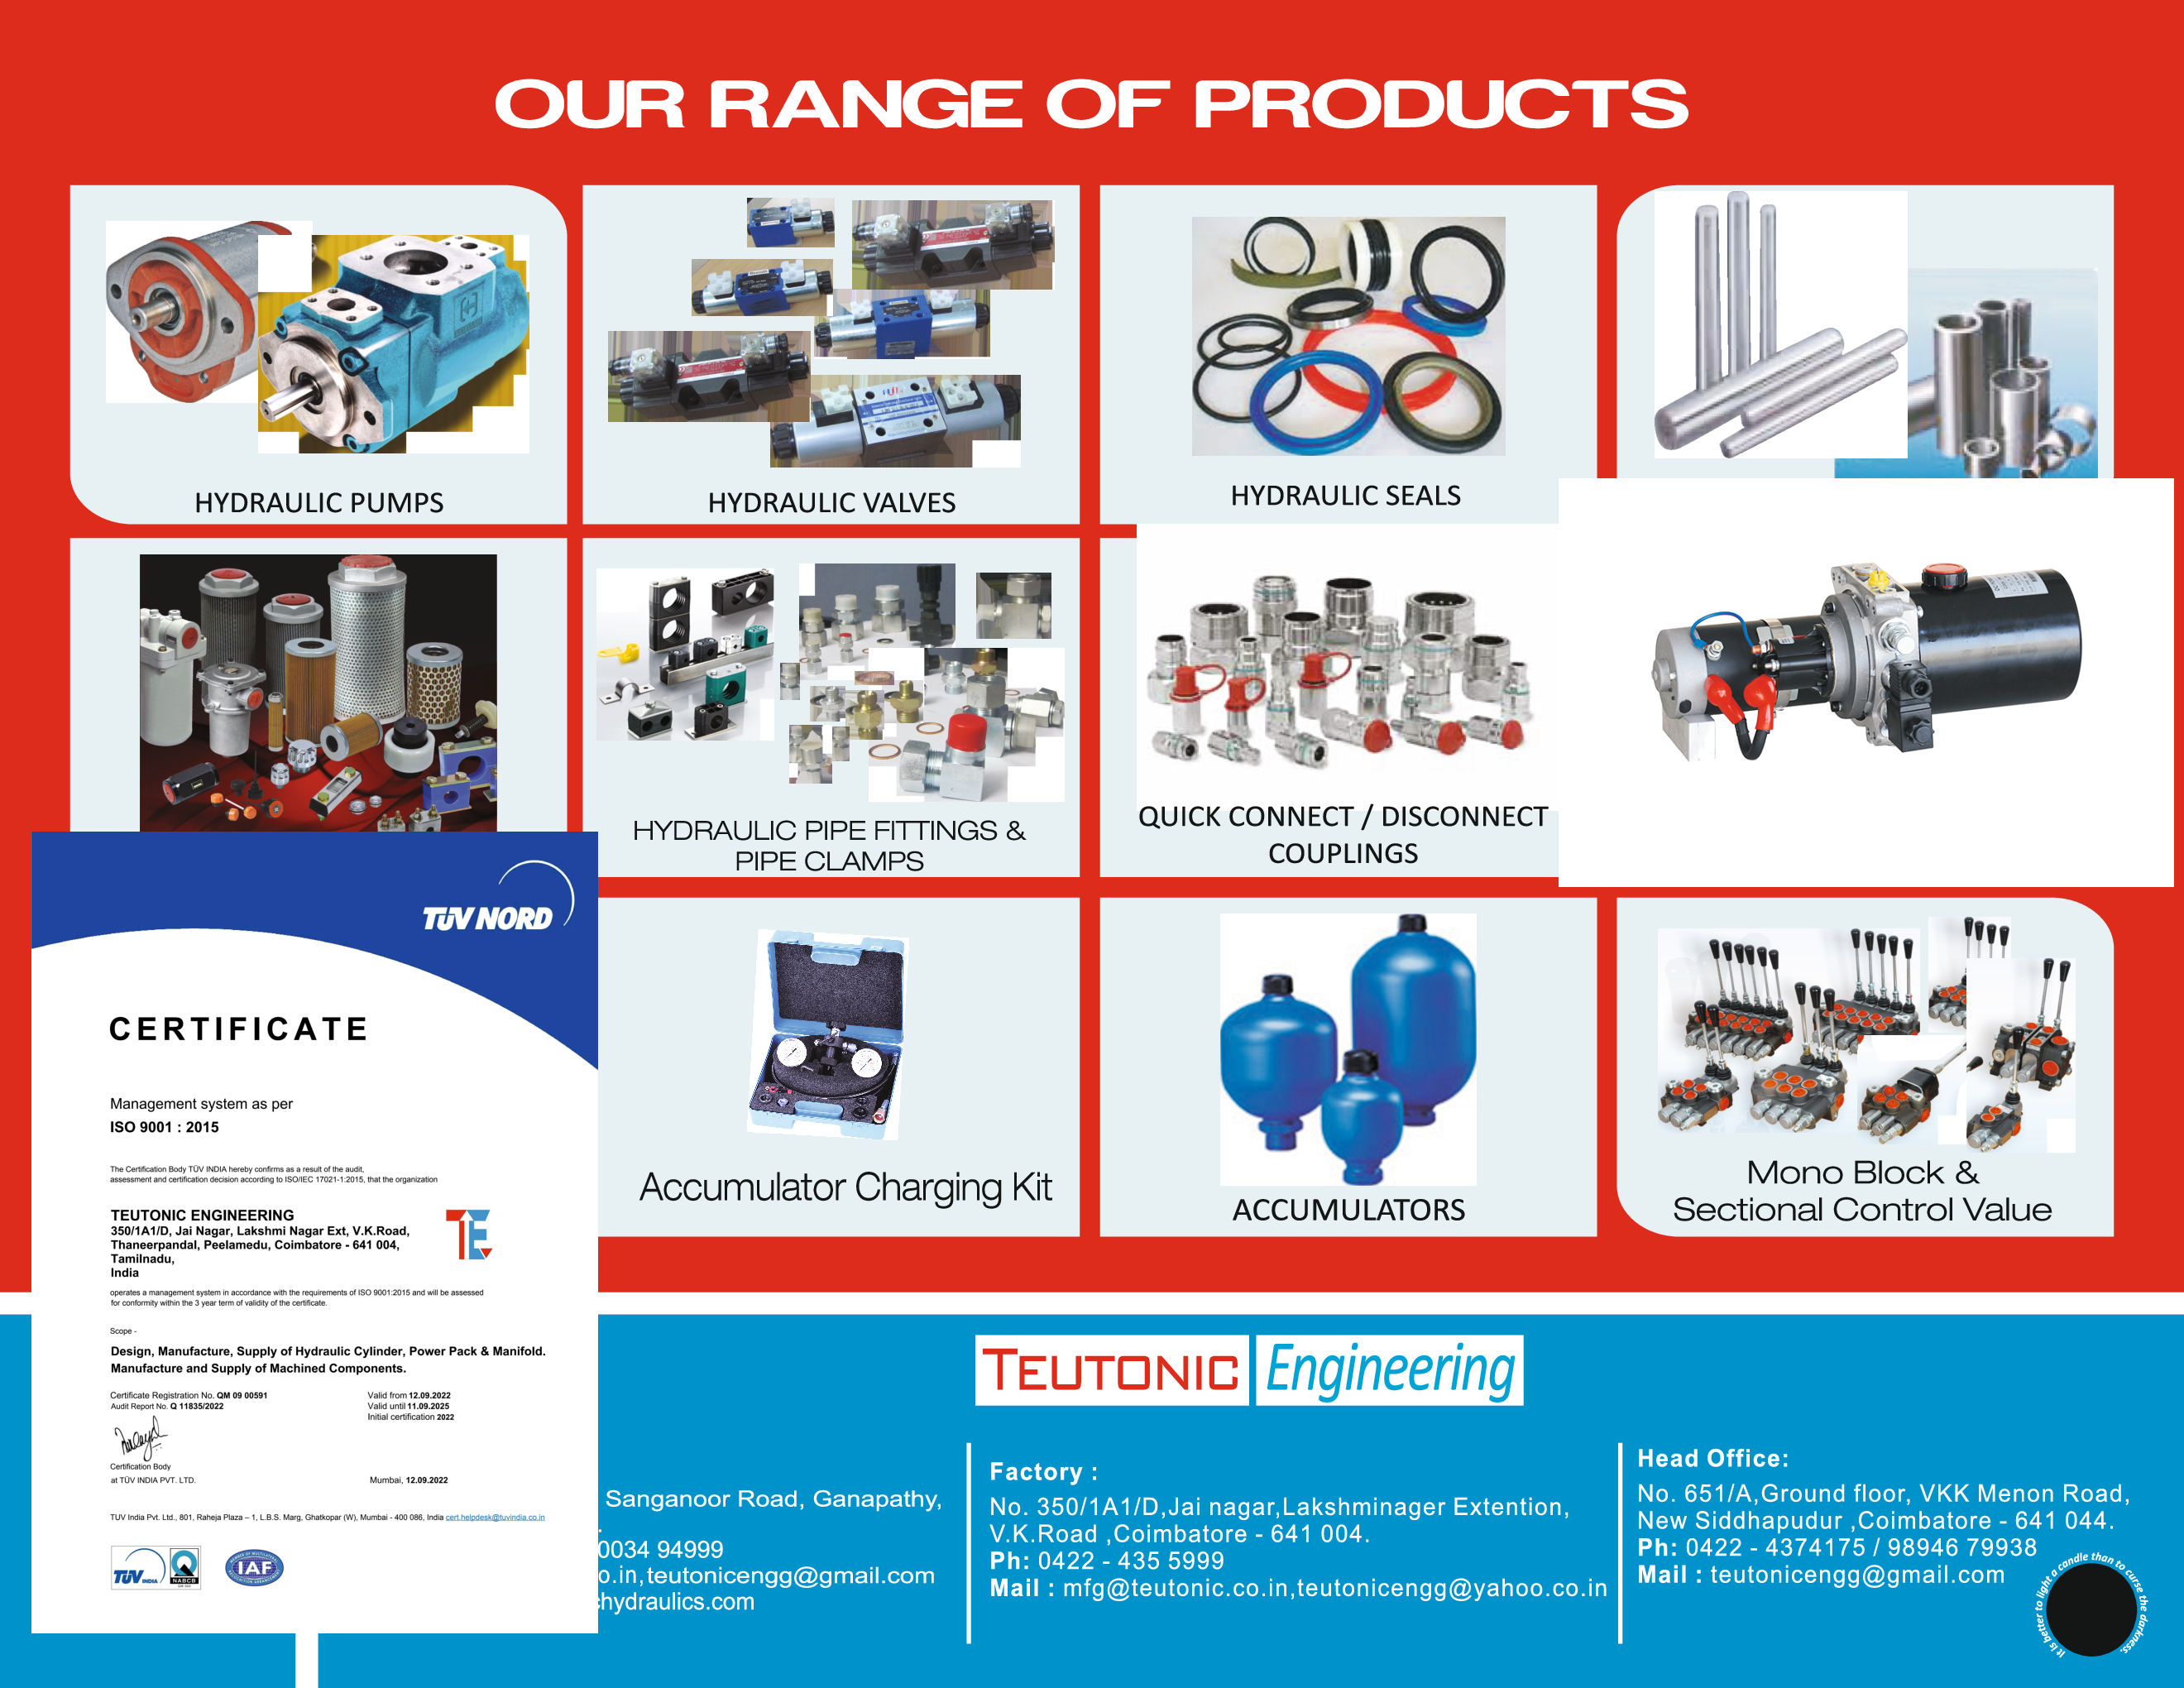 OUR RANGE OF PRODUCTS
HYDRAULIC PUMPS
HYDRAULIC VALVES
HYDRAULIC SEALS
HYDRAULIC PIPE FITTINGS &
PIPE CLAMPS
QUICK CONNECT / DISCONNECT
COUPLINGS
Accumulator Charging Kit
ACCUMULATORS
Mono Block &
Sectional Control Value
TÜV NORD
CERTIFICATE
Management system as per
ISO 9001 : 2015
The Certification Body TÜV INDIA hereby confirms as a result of the audit,
assessment and certification decision according to ISO/IEC 17021-1:2015, that the organization
TEUTONIC ENGINEERING
350/1A1/D, Jai Nagar, Lakshmi Nagar Ext, V.K.Road,
Thaneerpandal, Peelamedu, Coimbatore - 641 004,
Tamilnadu,
India
TE
operates a management system in accordance with the requirements of ISO 9001:2015 and will be assessed
for conformity within the 3 year term of validity of the certificate.
Scope -
Design, Manufacture, Supply of Hydraulic Cylinder, Power Pack & Manifold.
Manufacture and Supply of Machined Components.
Certificate Registration No. QM 09 00591
Audit Report No. Q 11835/2022
Valid from 12.09.2022
Valid until 11.09.2025
Initial certification 2022
Certification Body
at TÜV INDIA PVT. LTD.
Mumbai, 12.09.2022
TUV India Pvt. Ltd., 801, Raheja Plaza – 1, L.B.S. Marg, Ghatkopar (W), Mumbai - 400 086, India cert.helpdesk@tuvindia.co.in
TÜV INDIA
NABCB
IAF
TEUTONIC Engineering
Sanganoor Road, Ganapathy,
.
0034 94999
o.in,teutonicengg@gmail.com
hydraulics.com
Factory :
No. 350/1A1/D,Jai nagar,Lakshminager Extention,
V.K.Road ,Coimbatore - 641 004.
Ph: 0422 - 435 5999
Mail : mfg@teutonic.co.in,teutonicengg@yahoo.co.in
Head Office:
No. 651/A,Ground floor, VKK Menon Road,
New Siddhapudur ,Coimbatore - 641 044.
Ph: 0422 - 4374175 / 98946 79938
Mail : teutonicengg@gmail.com
It is better to light a candle than to curse the darkness.